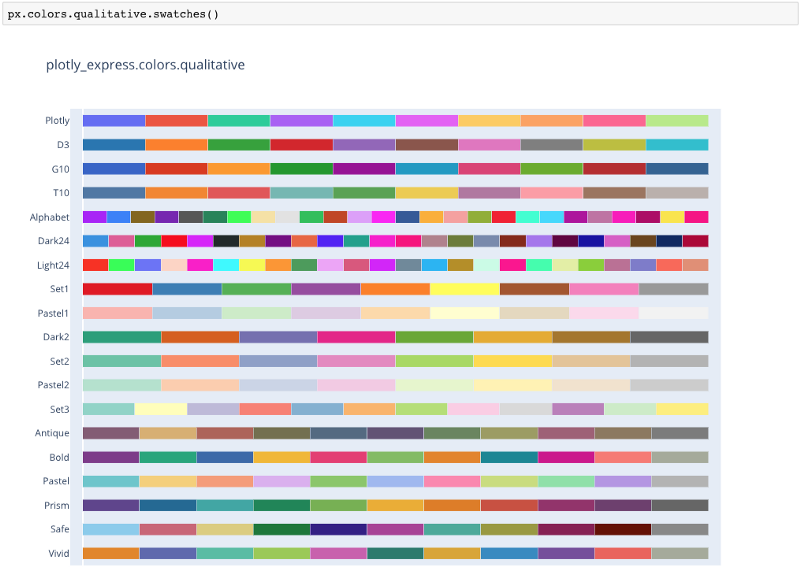 px.colors.qualitative.swatches()
plotly_express.colors.qualitative
Plotly
D3
G10
T10
Alphabet
Dark24
Light24
Set1
Pastel1
Dark2
Set2
Pastel2
Set3
Antique
Bold
Pastel
Prism
Safe
Vivid